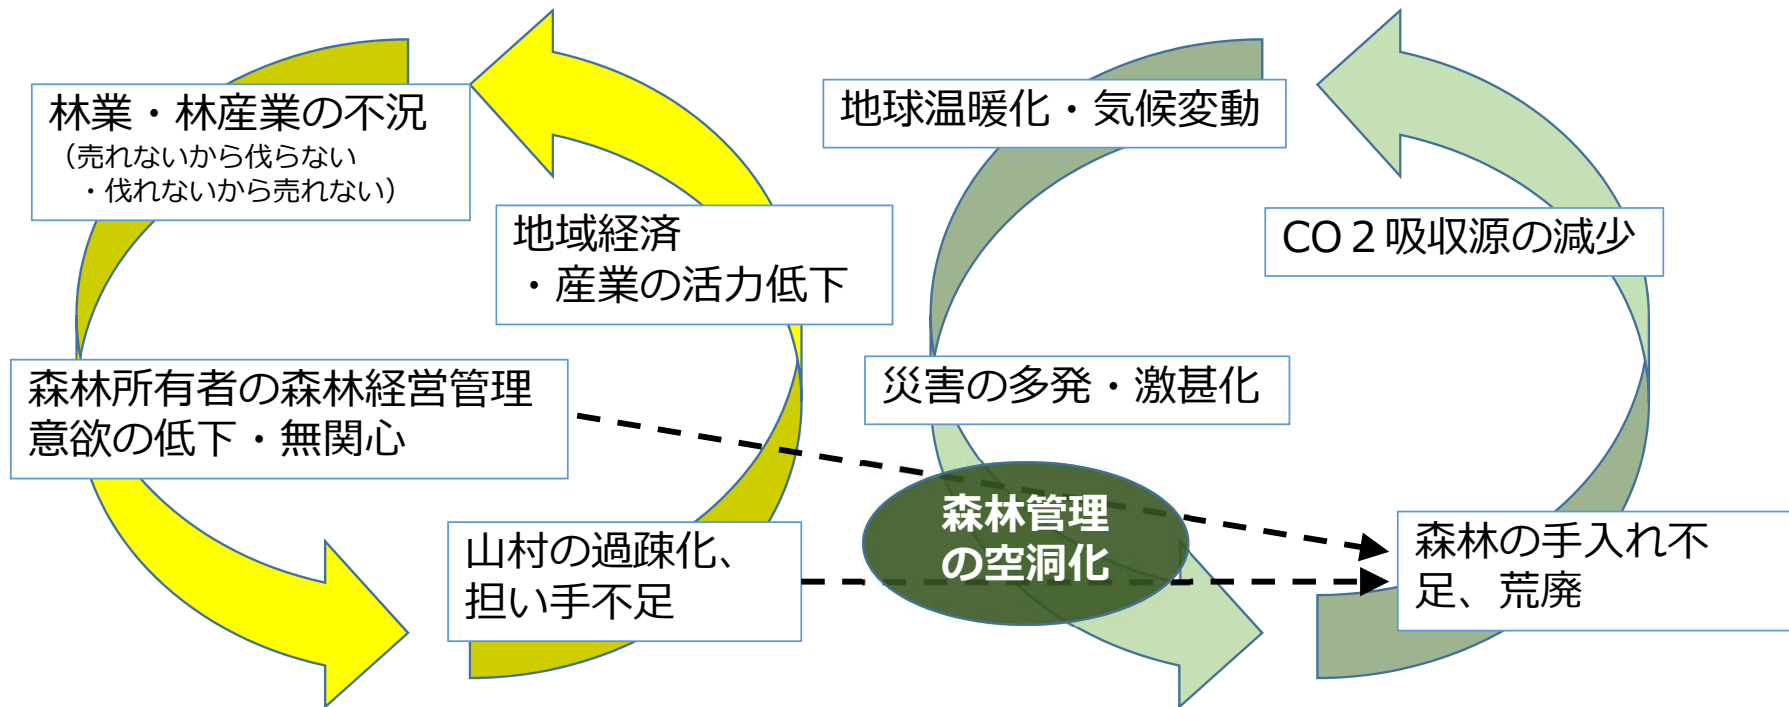 林業・林産業の不況
（売れないから伐らない
・伐れないから売れない）
地域経済
・産業の活力低下
森林所有者の森林経営管理
意欲の低下・無関心
山村の過疎化、
担い手不足
地球温暖化・気候変動
CO２吸収源の減少
災害の多発・激甚化
森林管理
の空洞化
森林の手入れ不
足、荒廃